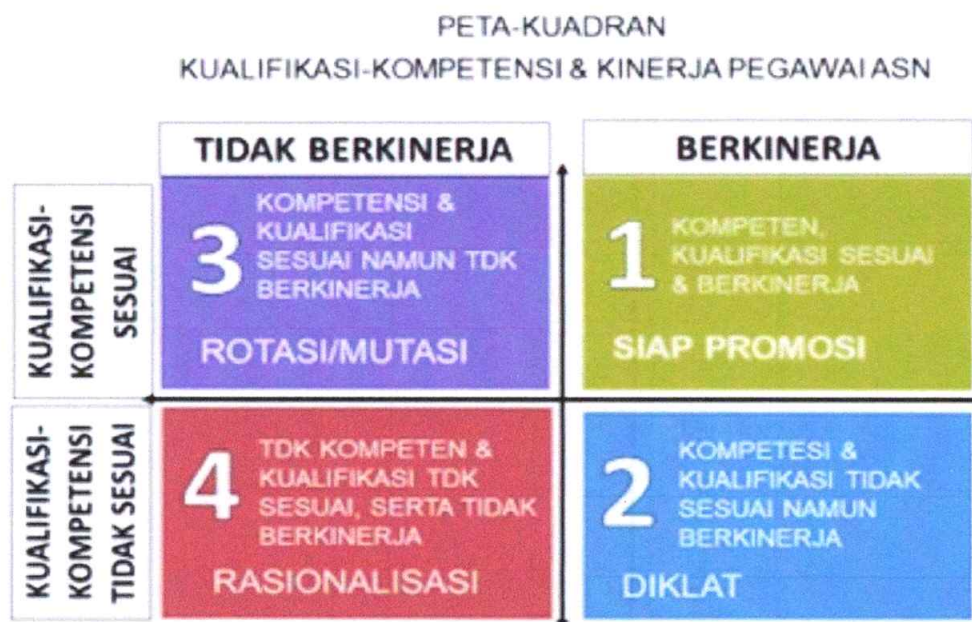 PETA-KUADRAN
KUALIFIKASI-KOMPETENSI & KINERJA PEGAWAI ASN
TIDAK BERKINERJA
BERKINERJA
KUALIFIKASI-
KOMPETENSI
SESUAI
3
KOMPETENSI &
KUALIFIKASI
SESUAI NAMUN TDK
BERKINERJA
ROTASI/MUTASI
1
KOMPETEN,
KUALIFIKASI SESUAI
& BERKINERJA
SIAP PROMOSI
KUALIFIKASI-
KOMPETENSI
TIDAK SESUAI
4
TDK KOMPETEN &
KUALIFIKASI TDK
SESUAI, SERTA TIDAK
BERKINERJA
RASIONALISASI
2
KOMPETESI &
KUALIFIKASI TIDAK
SESUAI NAMUN
BERKINERJA
DIKLAT